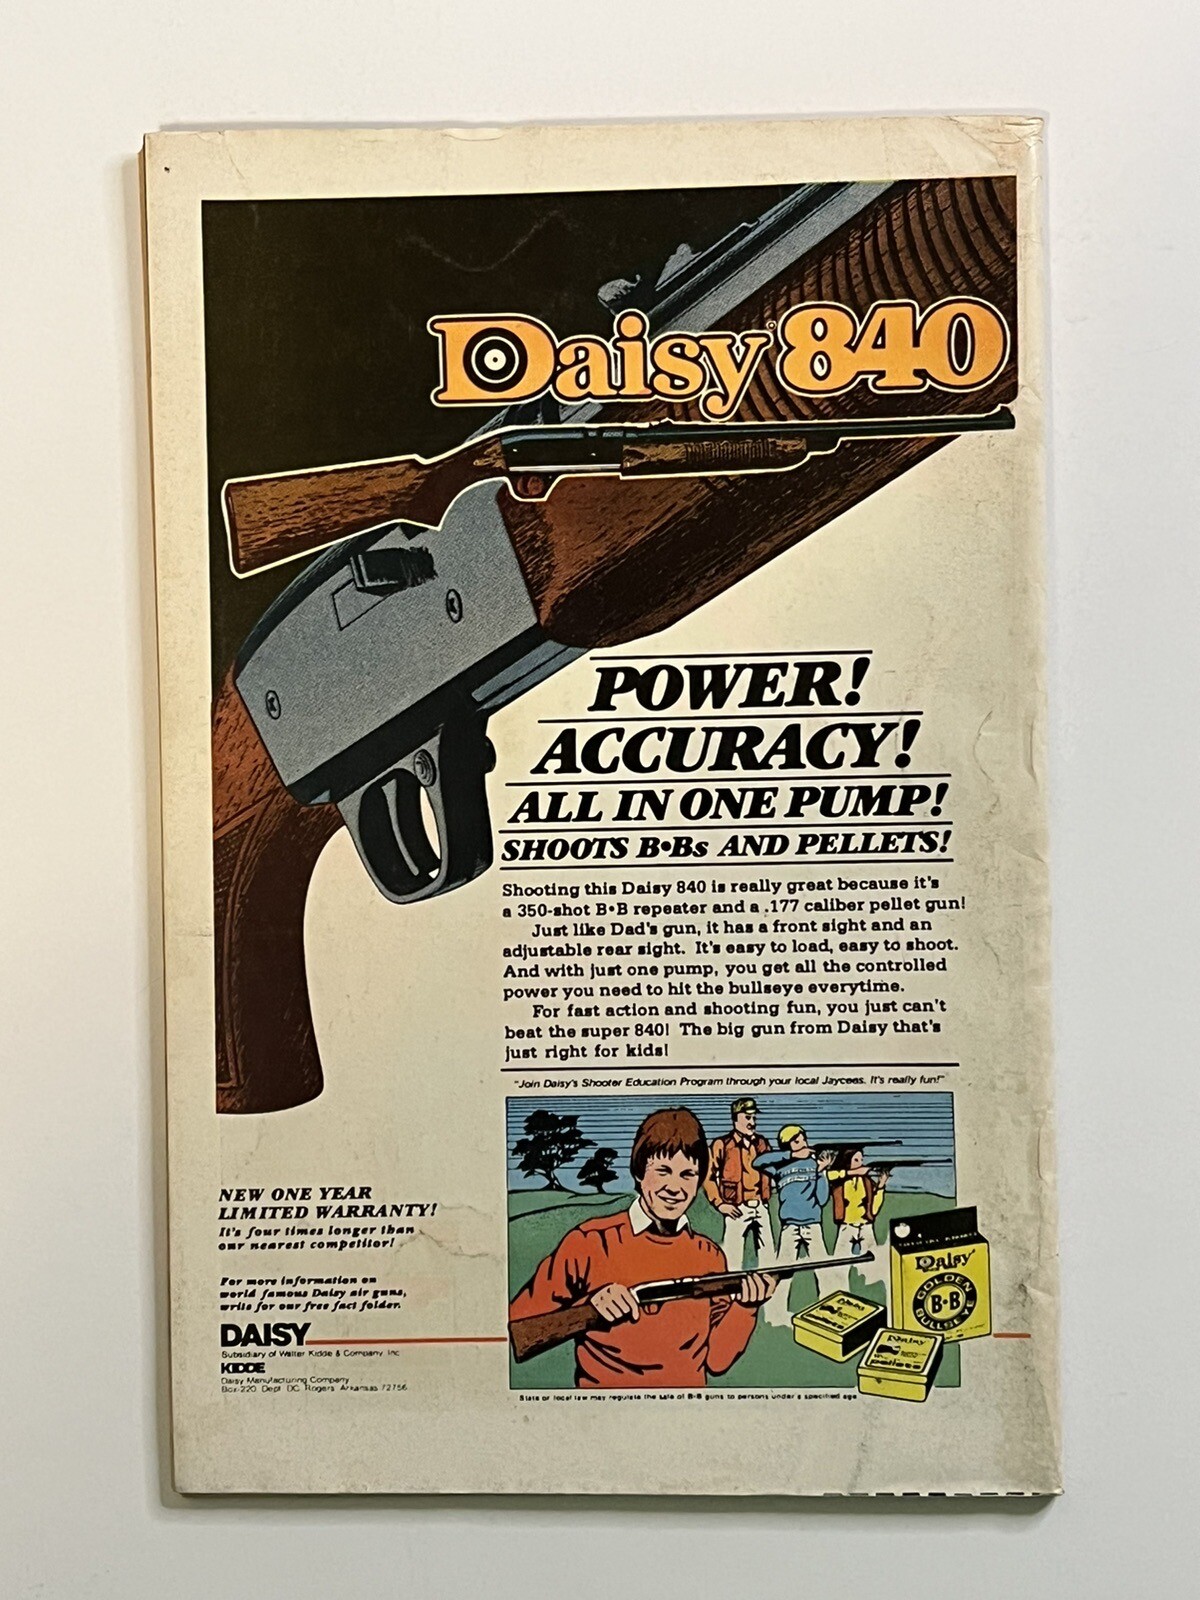 Daisy® 840
POWER!
ACCURACY!
ALL IN ONE PUMP!
SHOOTS B•Bs AND PELLETS!
Shooting this Daisy 840 is really great because it's
a 350-shot B•B repeater and a .177 caliber pellet gun!
Just like Dad's gun, it has a front sight and an
adjustable rear sight. It's easy to load, easy to shoot.
And with just one pump, you get all the controlled
power you need to hit the bullseye everytime.
For fast action and shooting fun, you just can't
beat the super 840! The big gun from Daisy that's
just right for kids!
"Join Daisy's Shooter Education Program through your local Jaycees. It's really fun!"
NEW ONE YEAR
LIMITED WARRANTY!
It's four times longer than
our nearest competitor!
For more information on
world famous Daisy air guns,
write for our free fact folder.
DAISY
Subsidiary of Walter Kidde & Company, Inc.
KIDDE
Daisy Manufacturing Company
Box 220, Dept. DC, Rogers, Arkansas 72756
Daisy
GOLDEN
B•B
BULLSEYE
Daisy
pellets
State or local law may regulate the sale of B•B guns to persons under a specified age